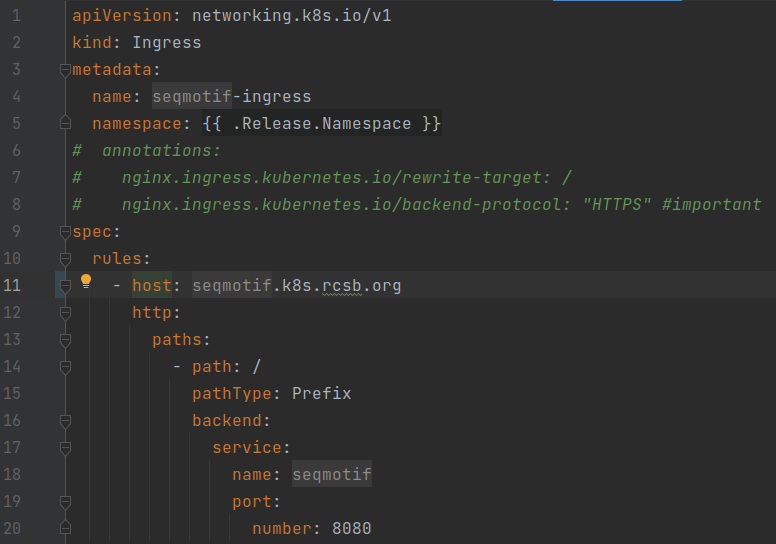 1 apiVersion: networking.k8s.io/v1
2 kind: Ingress
3 metadata:
4   name: seqmotif-ingress
5   namespace: {{ .Release.Namespace }}
6 #  annotations:
7 #    nginx.ingress.kubernetes.io/rewrite-target: /
8 #    nginx.ingress.kubernetes.io/backend-protocol: "HTTPS" #important
9 spec:
10   rules:
11     - host: seqmotif.k8s.rcsb.org
12       http:
13         paths:
14           - path: /
15             pathType: Prefix
16             backend:
17               service:
18                 name: seqmotif
19                 port:
20                   number: 8080